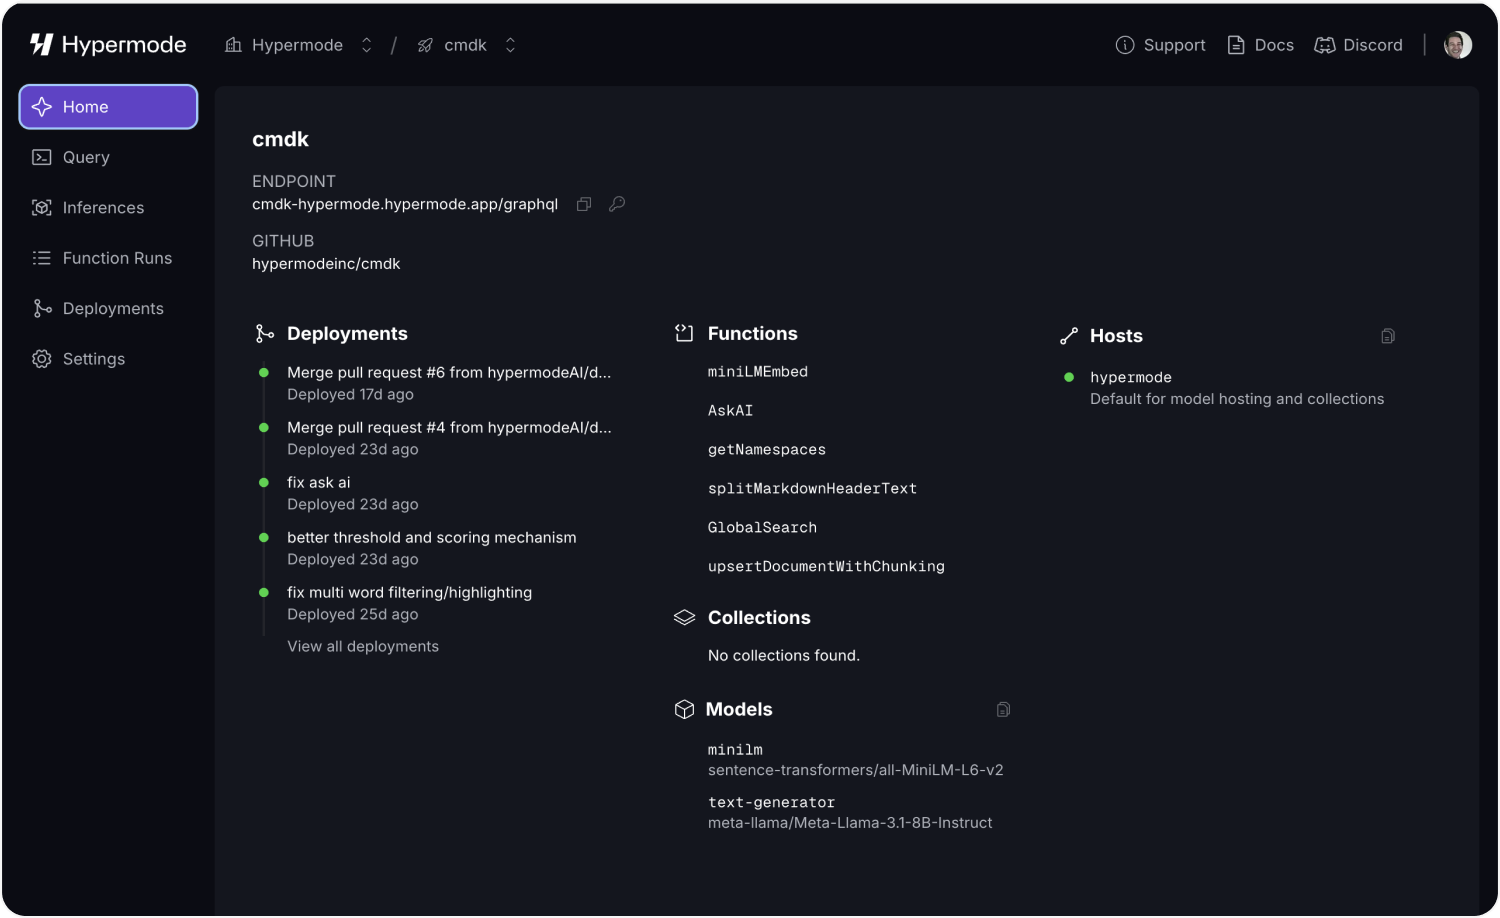 Hypermode
Hypermode / cmdk
Support
Docs
Discord
Home
Query
Inferences
Function Runs
Deployments
Settings
cmdk
ENDPOINT
cmdk-hypermode.hypermode.app/graphql
GITHUB
hypermodeinc/cmdk
Deployments
Merge pull request #6 from hypermodeAI/d...
Deployed 17d ago
Merge pull request #4 from hypermodeAI/d...
Deployed 23d ago
fix ask ai
Deployed 23d ago
better threshold and scoring mechanism
Deployed 23d ago
fix multi word filtering/highlighting
Deployed 25d ago
View all deployments
Functions
miniLMEmbed
AskAI
getNamespaces
splitMarkdownHeaderText
GlobalSearch
upsertDocumentWithChunking
Collections
No collections found.
Models
minilm
sentence-transformers/all-MiniLM-L6-v2
text-generator
meta-llama/Meta-Llama-3.1-8B-Instruct
Hosts
hypermode
Default for model hosting and collections